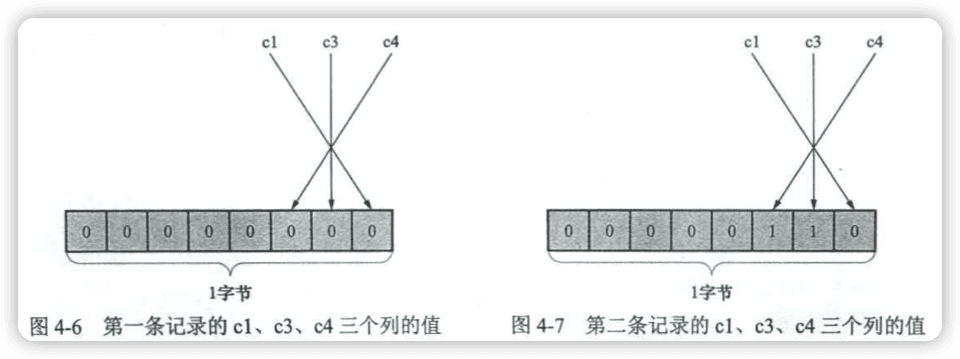 c1 c3 c4 c1 c3 c4
0 0 0 0 0 0 0 0 0 0 0 0 0 1 1 0
1字节 1字节
图 4-6 第一条记录的 c1、c3、c4 三个列的值 图 4-7 第二条记录的 c1、c3、c4 三个列的值